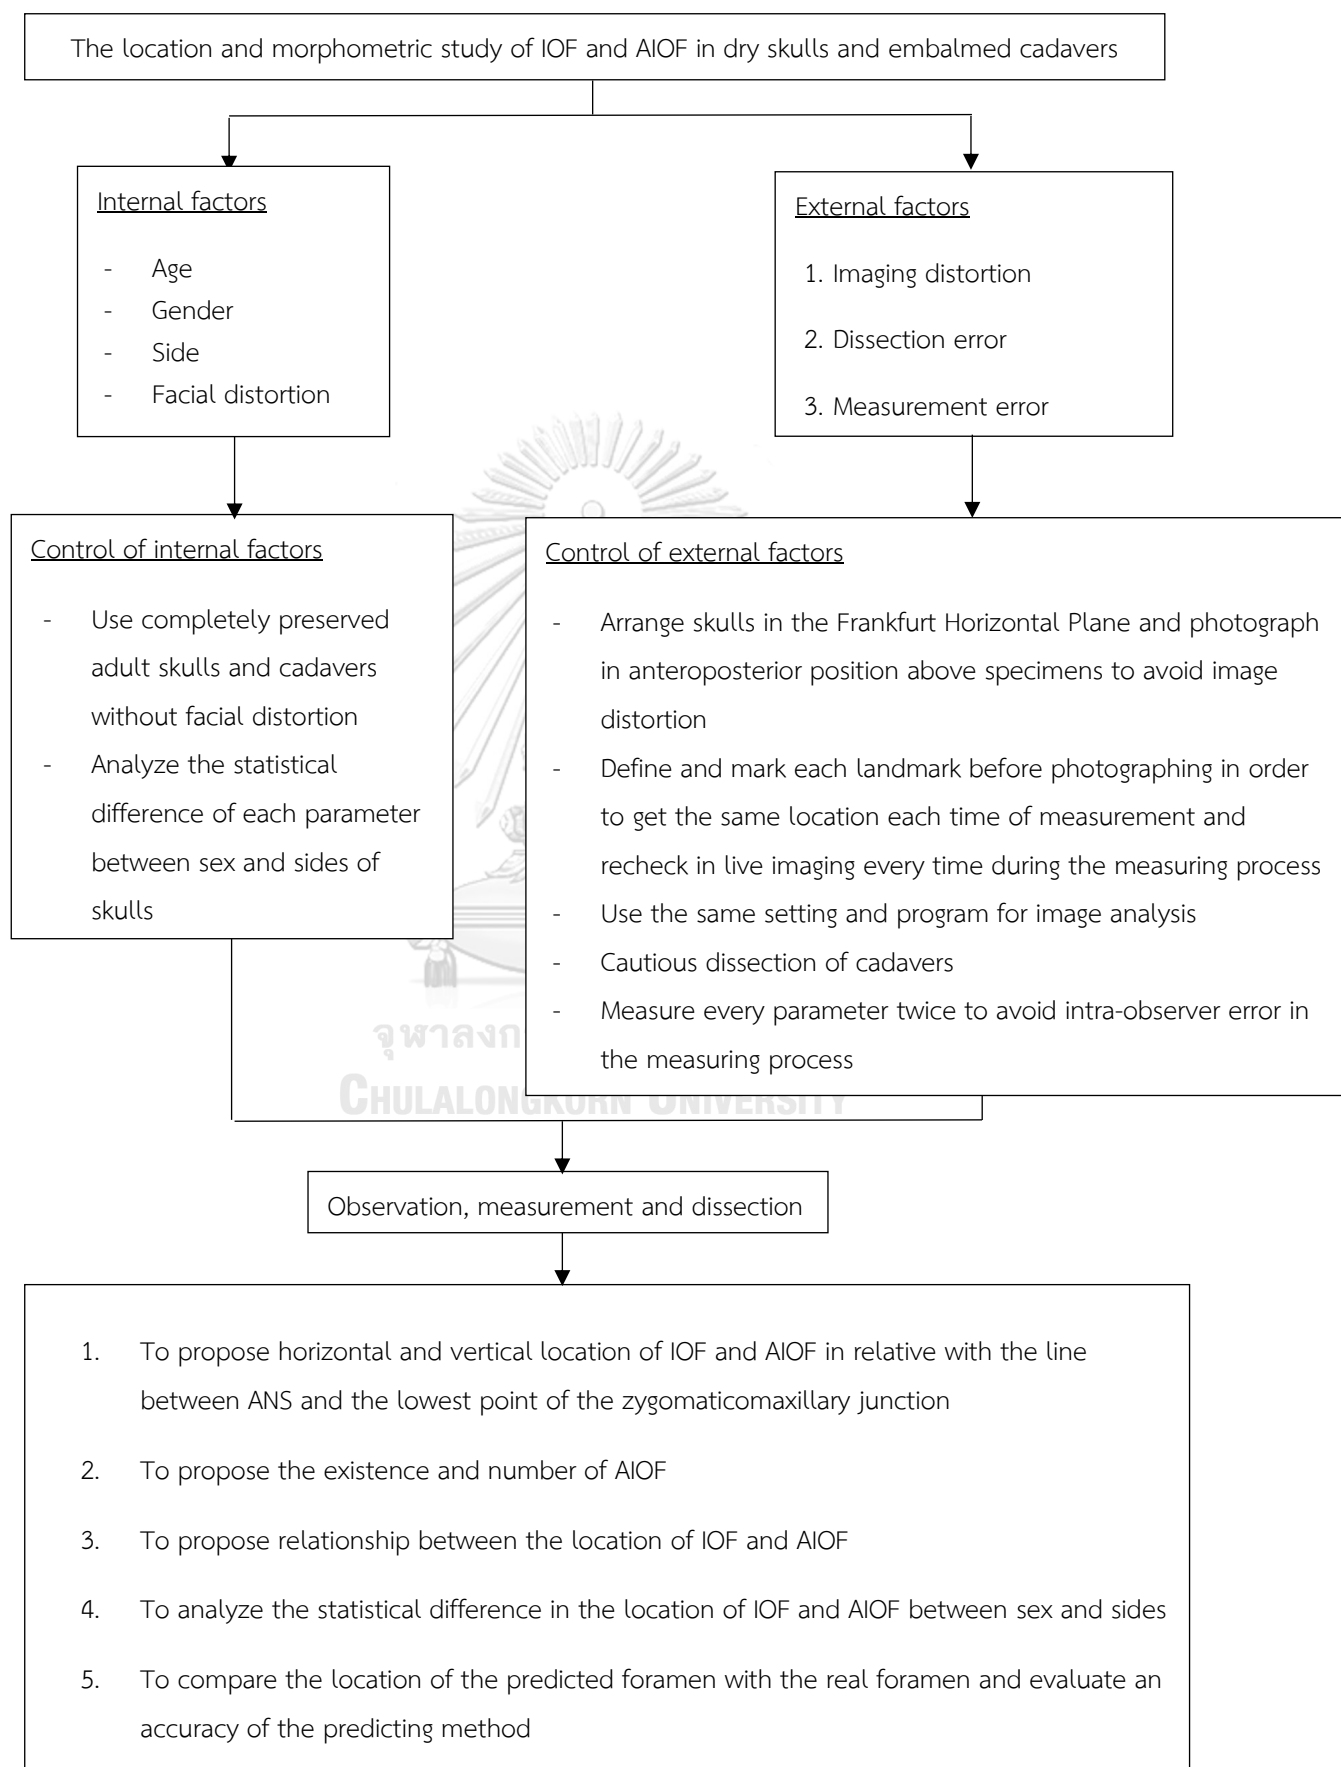 The location and morphometric study of IOF and AIOF in dry skulls and embalmed cadavers
Internal factors
- Age
- Gender
- Side
- Facial distortion
External factors
1. Imaging distortion
2. Dissection error
3. Measurement error
Control of internal factors
- Use completely preserved
adult skulls and cadavers
without facial distortion
- Analyze the statistical
difference of each parameter
between sex and sides of
skulls
Control of external factors
- Arrange skulls in the Frankfurt Horizontal Plane and photograph
in anteroposterior position above specimens to avoid image
distortion
- Define and mark each landmark before photographing in order
to get the same location each time of measurement and
recheck in live imaging every time during the measuring process
- Use the same setting and program for image analysis
- Cautious dissection of cadavers
- Measure every parameter twice to avoid intra-observer error in
the measuring process
จุฬาลงก
CHULALONGKORN UNIVERSITY
Observation, measurement and dissection
1. To propose horizontal and vertical location of IOF and AIOF in relative with the line
between ANS and the lowest point of the zygomaticomaxillary junction
2. To propose the existence and number of AIOF
3. To propose relationship between the location of IOF and AIOF
4. To analyze the statistical difference in the location of IOF and AIOF between sex and sides
5. To compare the location of the predicted foramen with the real foramen and evaluate an
accuracy of the predicting method